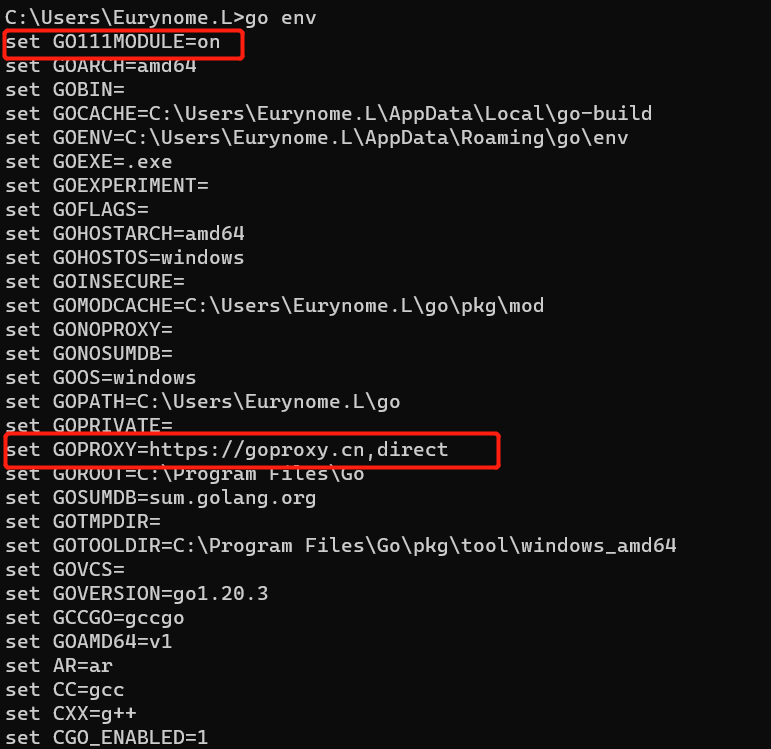 C:\Users\Eurynome.L>go env
set GO111MODULE=on
set GOARCH=amd64
set GOBIN=
set GOCACHE=C:\Users\Eurynome.L\AppData\Local\go-build
set GOENV=C:\Users\Eurynome.L\AppData\Roaming\go\env
set GOEXE=.exe
set GOEXPERIMENT=
set GOFLAGS=
set GOHOSTARCH=amd64
set GOHOSTOS=windows
set GOINSECURE=
set GOMODCACHE=C:\Users\Eurynome.L\go\pkg\mod
set GONOPROXY=
set GONOSUMDB=
set GOOS=windows
set GOPATH=C:\Users\Eurynome.L\go
set GOPRIVATE=
set GOPROXY=https://goproxy.cn,direct
set GOROOT=C:\Program Files\Go
set GOSUMDB=sum.golang.org
set GOTMPDIR=
set GOTOOLDIR=C:\Program Files\Go\pkg\tool\windows_amd64
set GOVCS=
set GOVERSION=go1.20.3
set GCCGO=gccgo
set GOAMD64=v1
set AR=ar
set CC=gcc
set CXX=g++
set CGO_ENABLED=1